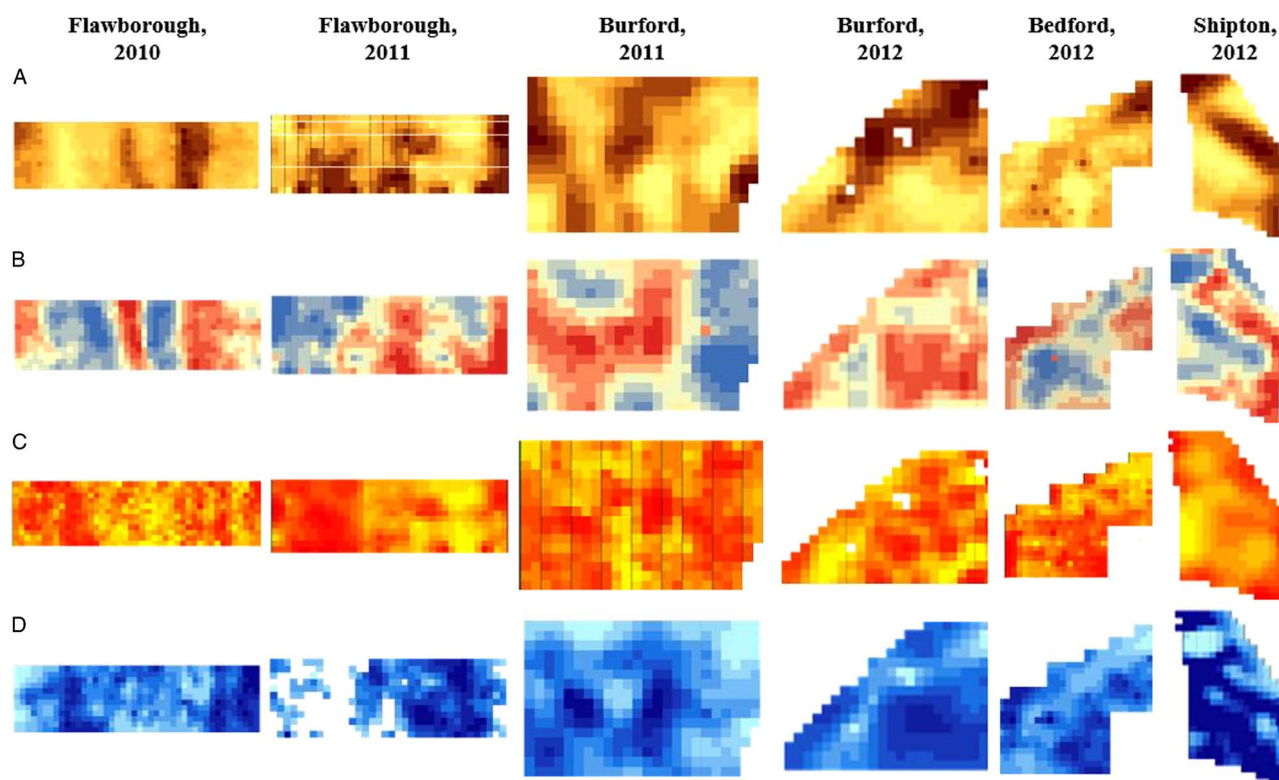 Flawborough,
2010
Flawborough,
2011
Burford,
2011
Burford,
2012
Bedford,
2012
Shipton,
2012
A
B
C
D